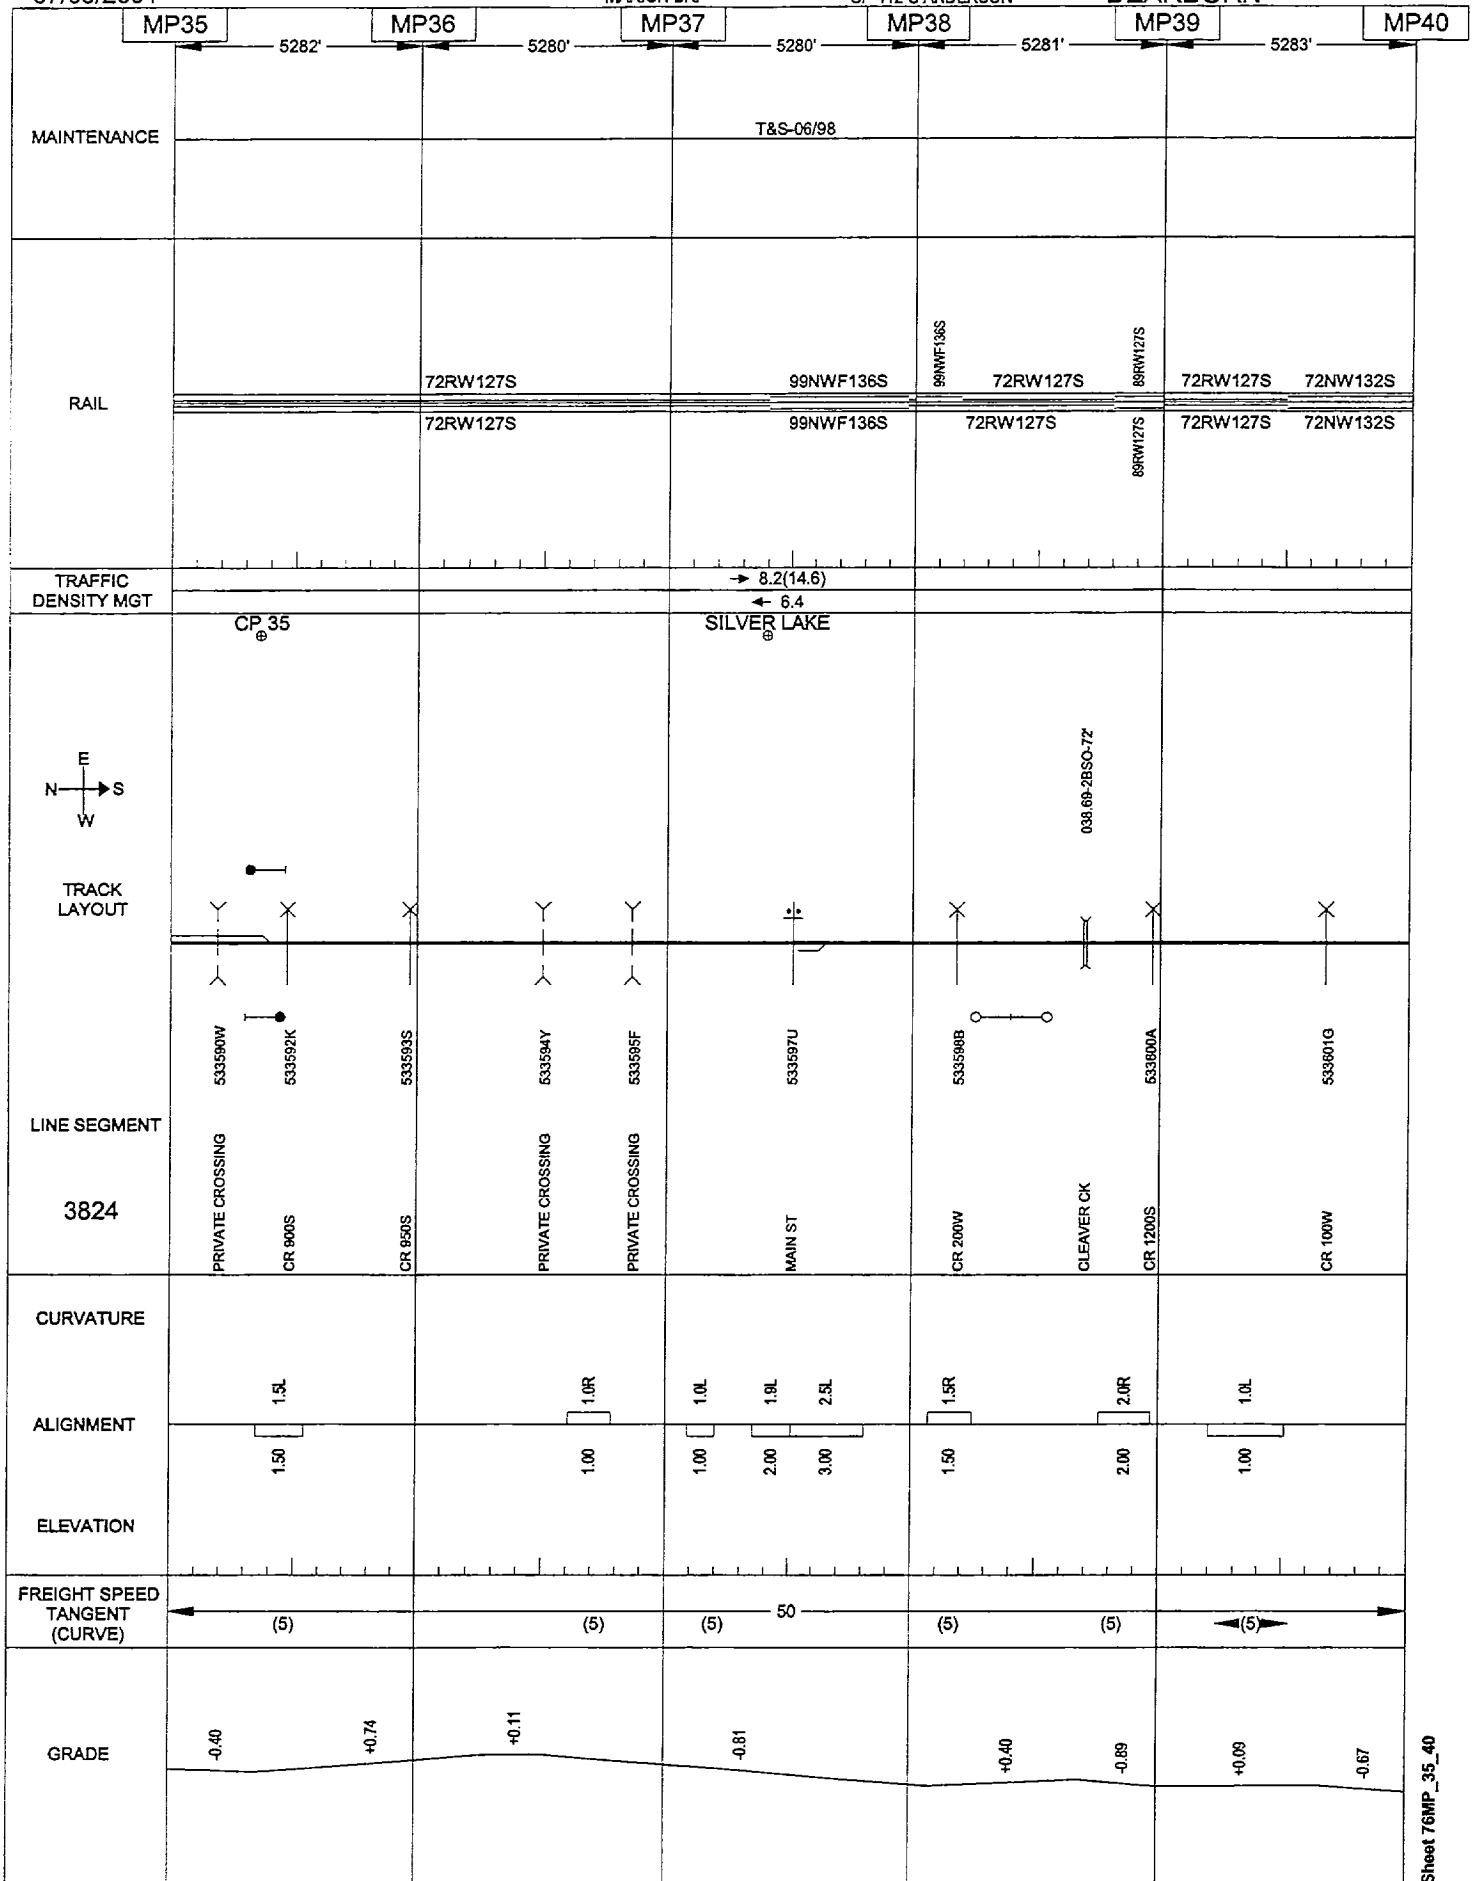 MP35 MP36 MP37 MP38 MP39 MP40
5282' 5280' 5280' 5281' 5283'
MAINTENANCE
T&S-06/98
RAIL
99NWF136S 89RW127S
72RW127S 99NWF136S 72RW127S 72RW127S 72NW132S
72RW127S 99NWF136S 72RW127S 72RW127S 72NW132S
89RW127S
TRAFFIC
DENSITY MGT
8.2(14.6)
6.4
CP 35 SILVER LAKE
E
N S
W
038.69-2BSO-72'
TRACK
LAYOUT
533590W 533592K 533593S 533594Y 533595F 533597U 533598B 533600A 533601G
LINE SEGMENT
3824
PRIVATE CROSSING
CR 900S
CR 950S
PRIVATE CROSSING
PRIVATE CROSSING
MAIN ST
CR 200W
CLEAVER CK
CR 1200S
CR 100W
CURVATURE
1.5L 1.0R 1.0L 1.9L 2.5L 1.5R 2.0R 1.0L
ALIGNMENT
1.50 1.00 1.00 2.00 3.00 1.50 2.00 1.00
ELEVATION
FREIGHT SPEED
TANGENT
(CURVE)
50
(5) (5) (5) (5) (5) (5)
GRADE
-0.40 +0.74 +0.11 -0.81 +0.40 -0.89 +0.09 -0.67
Sheet 76MP_35_40